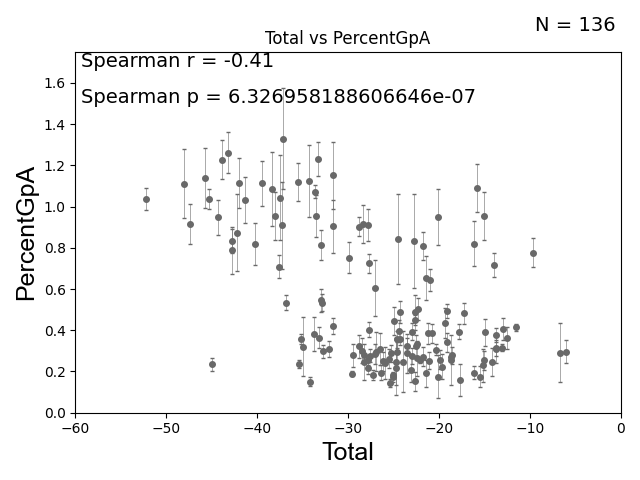 N = 136
Total vs PercentGpA
Spearman r = -0.41
Spearman p = 6.326958188606646e-07
PercentGpA
1.6
1.4
1.2
1.0
0.8
0.6
0.4
0.2
0.0
−60 −50 −40 −30 −20 −10 0
Total